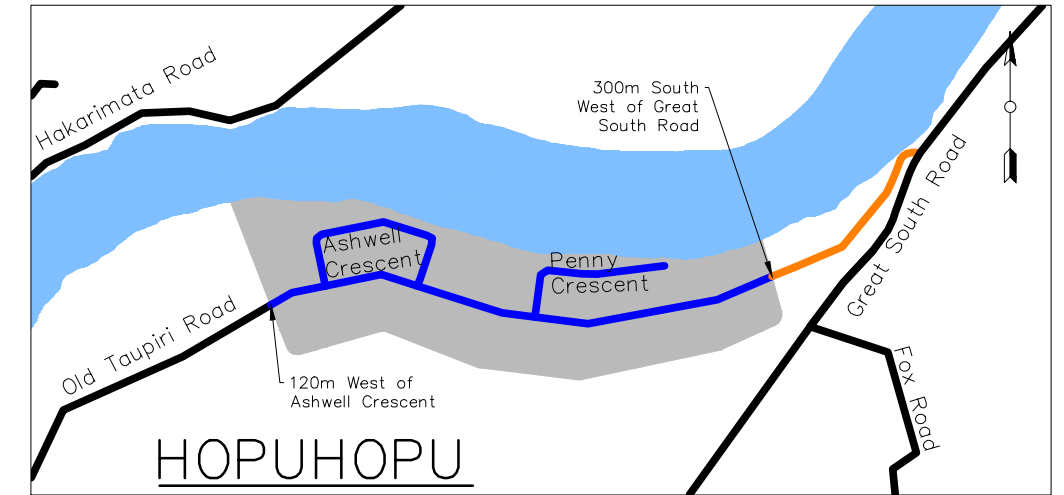 Hakarimata Road
300m South
West of Great
South Road
Great South Road
Ashwell
Crescent
Penny
Crescent
Old Taupiri Road
120m West of
Ashwell Crescent
Fox Road
HOPUHOPU